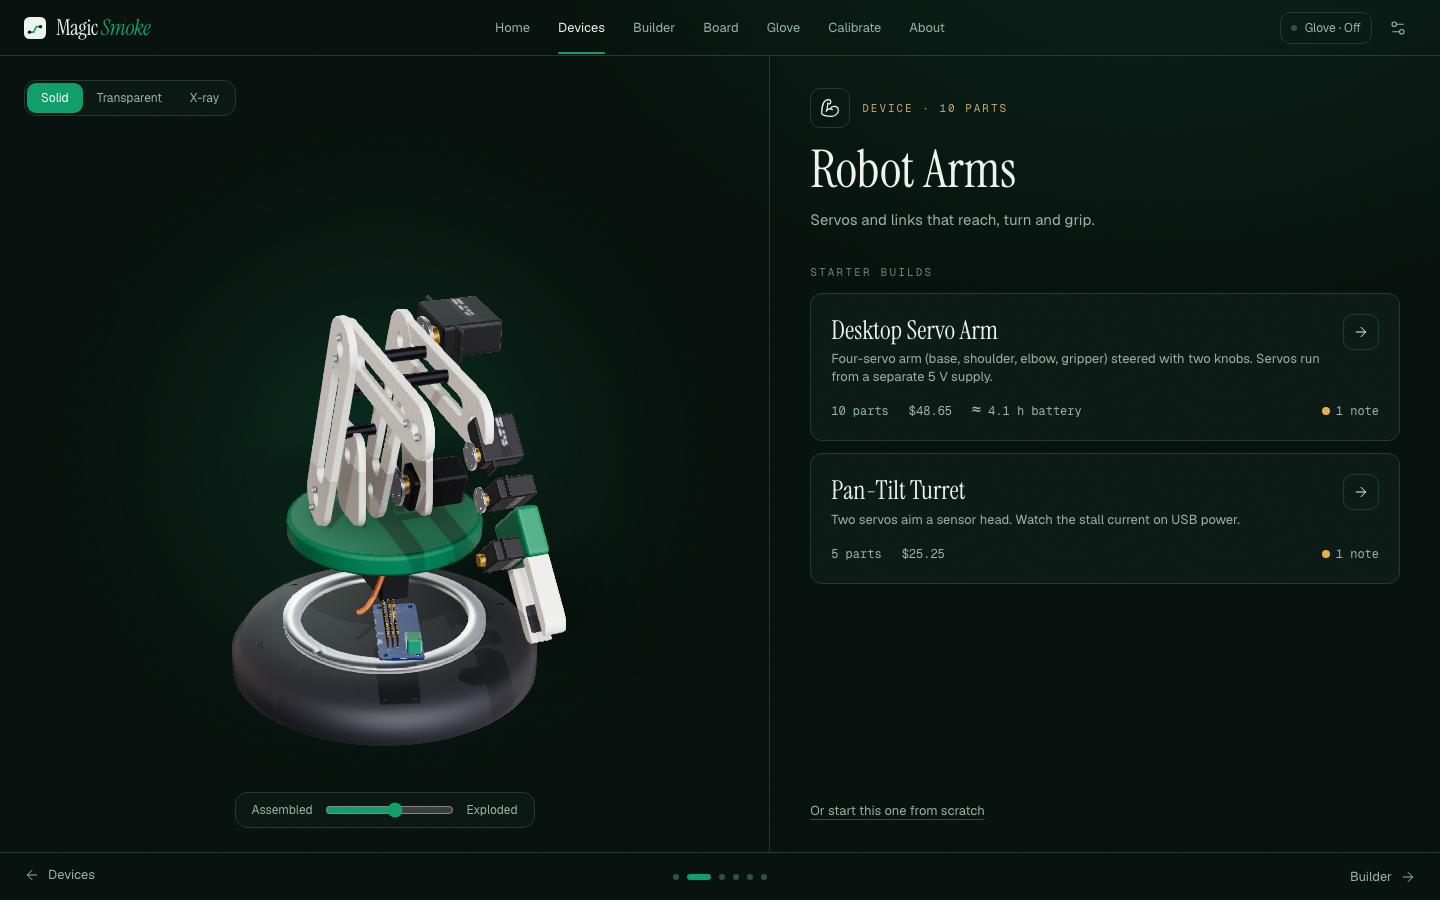 Magic Smoke
Home
Devices
Builder
Board
Glove
Calibrate
About
Glove · Off
Solid
Transparent
X-ray
DEVICE · 10 PARTS
Robot Arms
Servos and links that reach, turn and grip.
STARTER BUILDS
Desktop Servo Arm
Four-servo arm (base, shoulder, elbow, gripper) steered with two knobs. Servos run
from a separate 5 V supply.
10 parts $48.65 ≈ 4.1 h battery
1 note
Pan-Tilt Turret
Two servos aim a sensor head. Watch the stall current on USB power.
5 parts $25.25
1 note
Assembled
Exploded
Or start this one from scratch
Devices
Builder